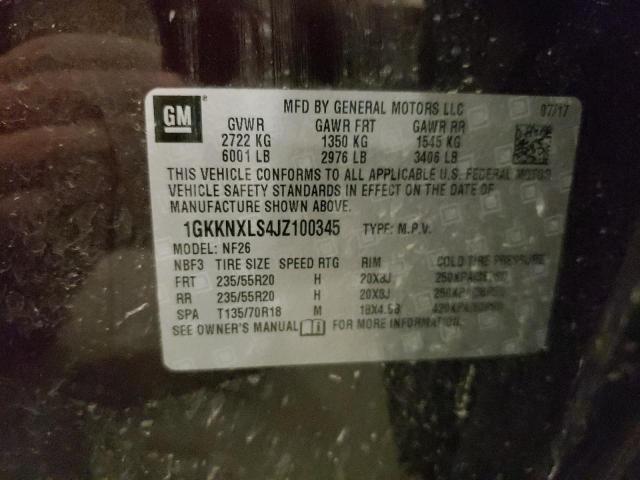 GM ® MFD BY GENERAL MOTORS LLC 07/17
GVWR GAWR FRT GAWR RR
2722 KG 1350 KG 1545 KG
6001 LB 2976 LB 3406 LB
THIS VEHICLE CONFORMS TO ALL APPLICABLE U.S. FEDERAL MOTOR
VEHICLE SAFETY STANDARDS IN EFFECT ON THE DATE OF
MANUFACTURE SHOWN ABOVE.
1GKKNXLS4JZ100345 TYPE: M.P.V.
MODEL: NF26
NBF3 TIRE SIZE SPEED RTG RIM COLD TIRE PRESSURE
FRT 235/55R20 H 20X8J
RR 235/55R20 H 20X8J
SPA T135/70R18 M 18X4.5B
SEE OWNER'S MANUAL FOR MORE INFORMATION.